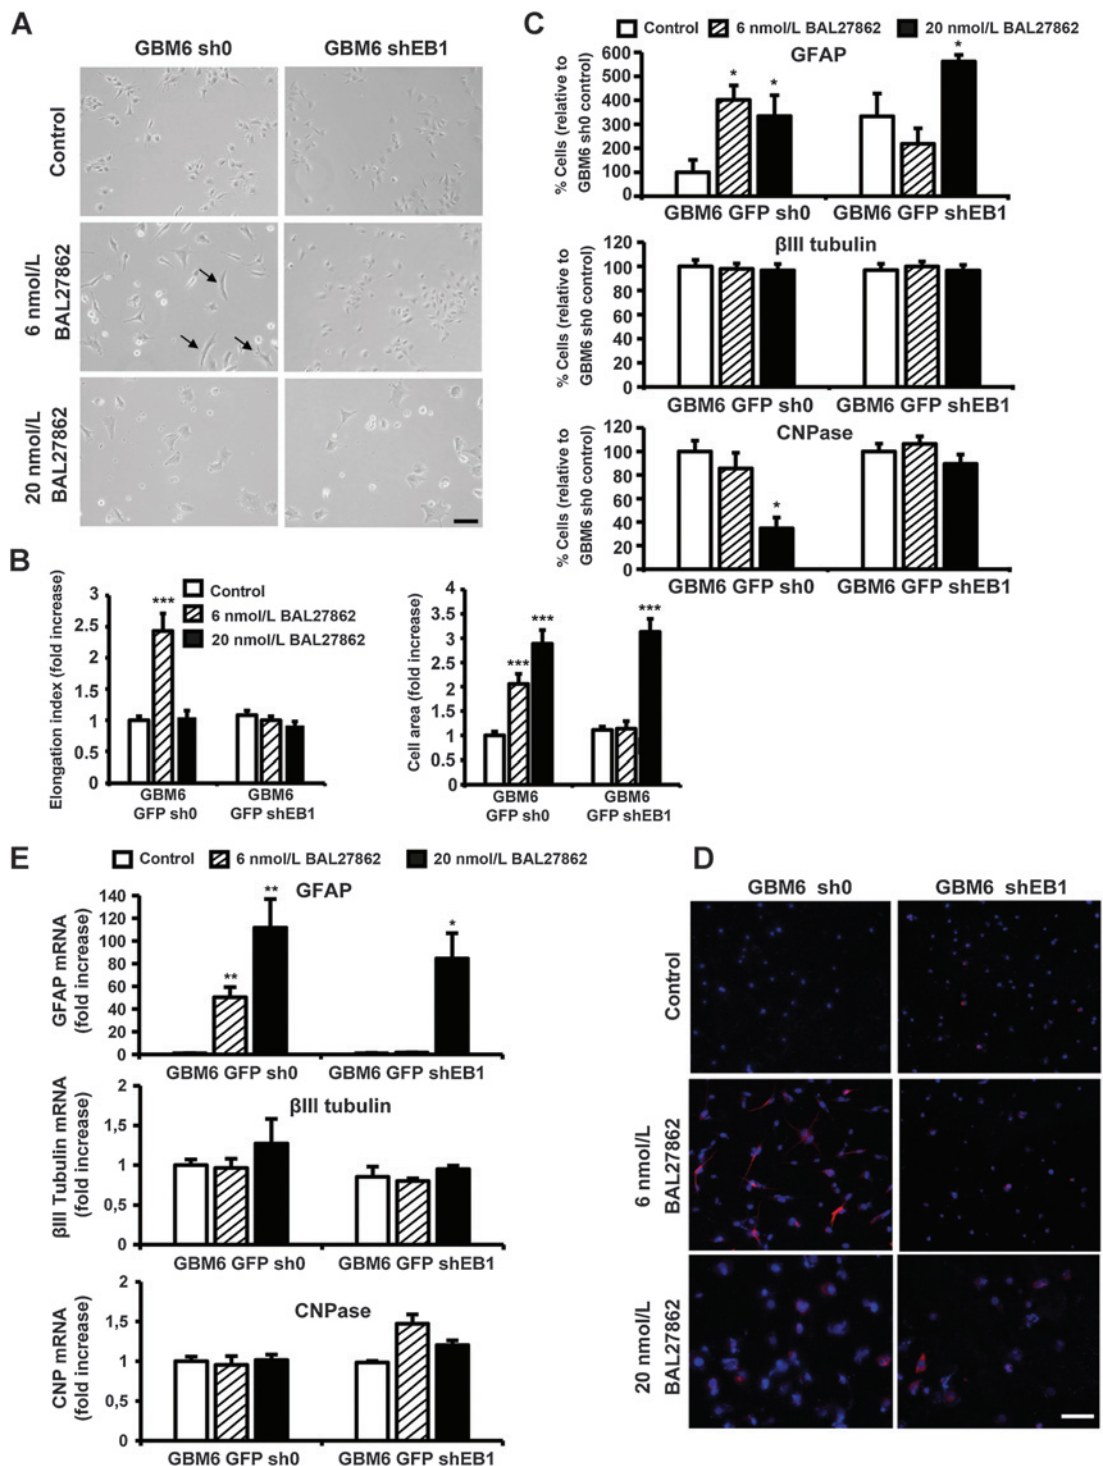 A
GBM6 sh0
GBM6 shEB1
Control
6 nmol/L
BAL27862
20 nmol/L
BAL27862
B
Control
6 nmol/L BAL27862
20 nmol/L BAL27862
Elongation index (fold increase)
3
2.5
2
1.5
1
0.5
0
***
GBM6
GFP sh0
GBM6
GFP shEB1
Cell area (fold increase)
4
3.5
3
2.5
2
1.5
1
0.5
0
***
***
***
GBM6
GFP sh0
GBM6
GFP shEB1
C
Control
6 nmol/L BAL27862
20 nmol/L BAL27862
GFAP
% Cells (relative to
GBM6 sh0 control)
600
500
400
300
200
100
0
*
*
*
GBM6 GFP sh0
GBM6 GFP shEB1
βIII tubulin
% Cells (relative to
GBM6 sh0 control)
120
100
80
60
40
20
0
GBM6 GFP sh0
GBM6 GFP shEB1
CNPase
% Cells (relative to
GBM6 sh0 control)
120
100
80
60
40
20
0
*
GBM6 GFP sh0
GBM6 GFP shEB1
E
Control
6 nmol/L BAL27862
20 nmol/L BAL27862
GFAP
GFAP mRNA
(fold increase)
140
120
100
80
60
40
20
0
**
**
*
GBM6 GFP sh0
GBM6 GFP shEB1
βIII tubulin
βIII Tubulin mRNA
(fold increase)
2
1,5
1
0,5
0
GBM6 GFP sh0
GBM6 GFP shEB1
CNPase
CNP mRNA
(fold increase)
2
1,5
1
0,5
0
GBM6 GFP sh0
GBM6 GFP shEB1
D
GBM6 sh0
GBM6 shEB1
Control
6 nmol/L
BAL27862
20 nmol/L
BAL27862